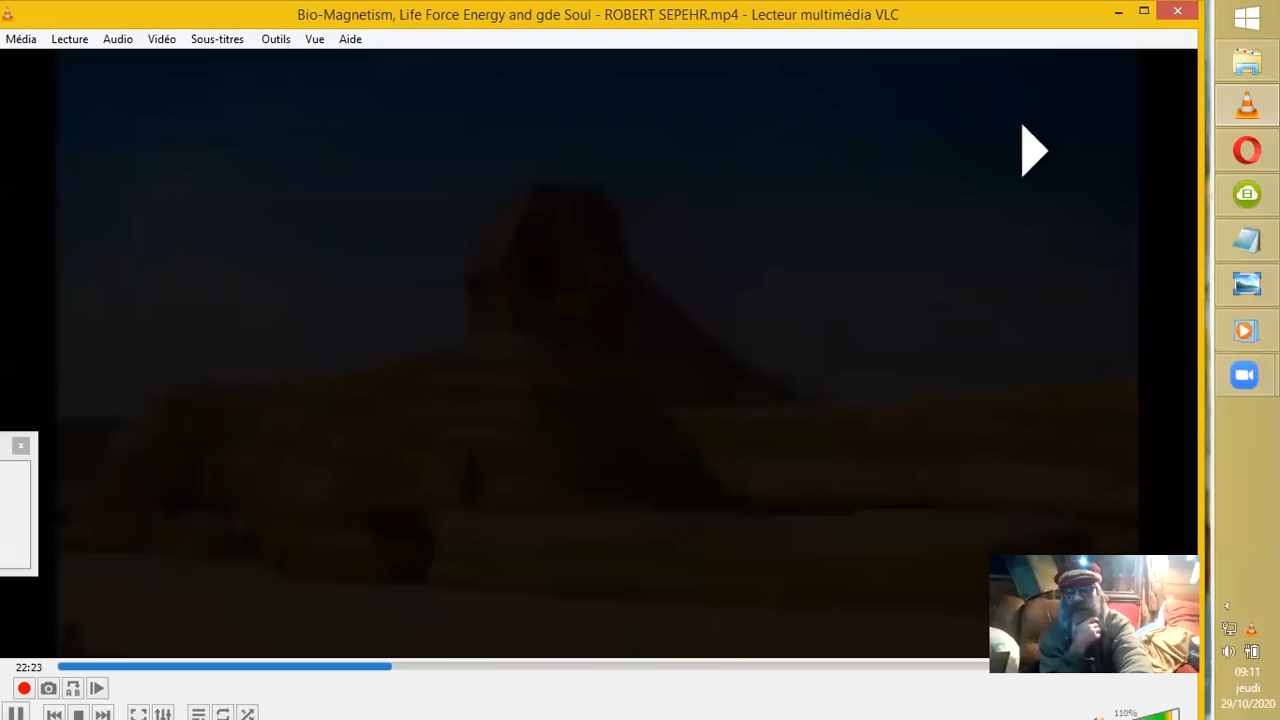 Bio-Magnetism, Life Force Energy and gde Soul - ROBERT SEPEHR.mp4 - Lecteur multimédia VLC
Média Lecture Audio Vidéo Sous-titres Outils Vue Aide
22:23
110%
09:11
jeudi
29/10/2020